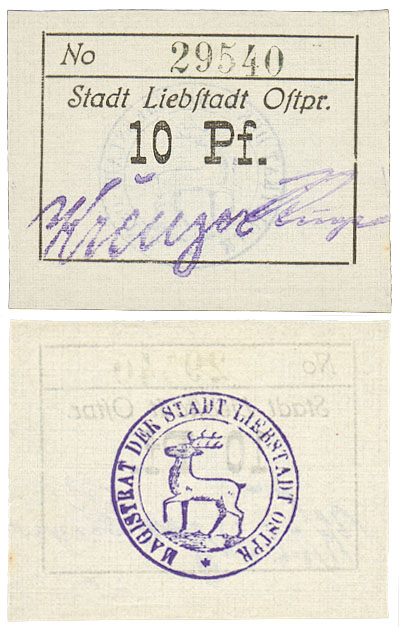 No 29540
Stadt Liebſtadt Oſtpr.
10 Pf.
MAGISTRAT DER STADT LIEBSTADT OSTPR
*